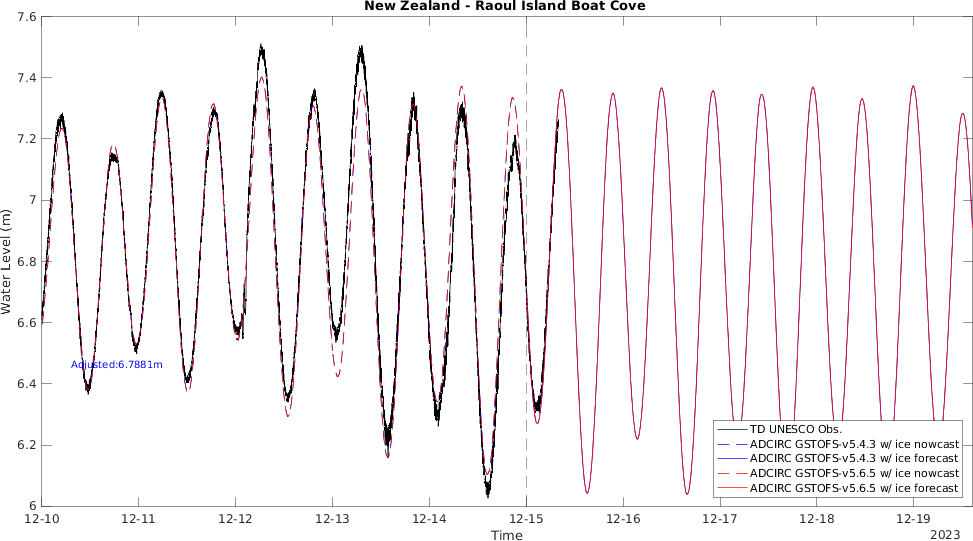 New Zealand - Raoul Island Boat Cove
Water Level (m)
7.6
7.4
7.2
7
6.8
6.6
6.4
6.2
6
Adjusted:6.7881m
TD UNESCO Obs.
ADCIRC GSTOFS-v5.4.3 w/ ice nowcast
ADCIRC GSTOFS-v5.4.3 w/ ice forecast
ADCIRC GSTOFS-v5.6.5 w/ ice nowcast
ADCIRC GSTOFS-v5.6.5 w/ ice forecast
12-10 12-11 12-12 12-13 12-14 12-15 12-16 12-17 12-18 12-19
Time
2023